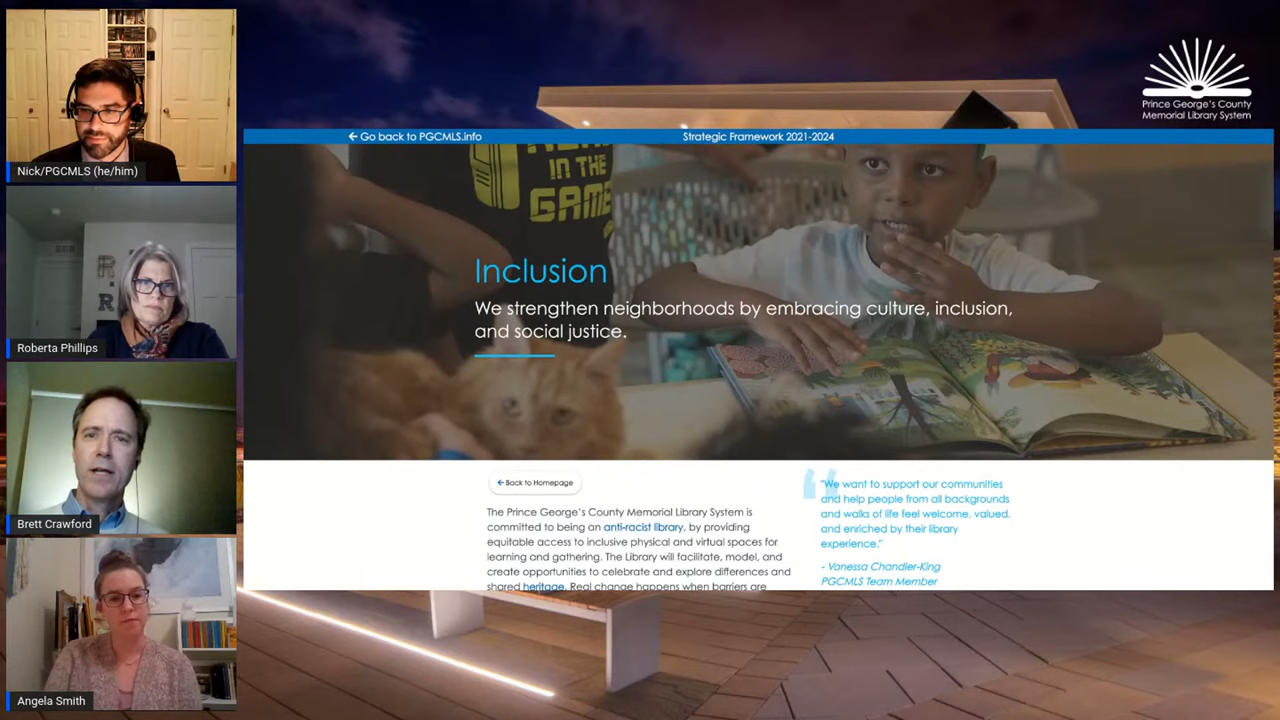 Nick/PGCMLS (he/him)
Roberta Phillips
Brett Crawford
Angela Smith
Prince George's County
Memorial Library System
← Go back to PGCMLS.info
Strategic Framework 2021-2024
IN THE
GAME
Inclusion
We strengthen neighborhoods by embracing culture, inclusion,
and social justice.
← Back to Homepage
The Prince George's County Memorial Library System is
committed to being an anti-racist library, by providing
equitable access to inclusive physical and virtual spaces for
learning and gathering. The Library will facilitate, model, and
create opportunities to celebrate and explore differences and
shared heritage. Real change happens when barriers are
"We want to support our communities
and help people from all backgrounds
and walks of life feel welcome, valued,
and enriched by their library
experience."
- Vanessa Chandler-King
PGCMLS Team Member